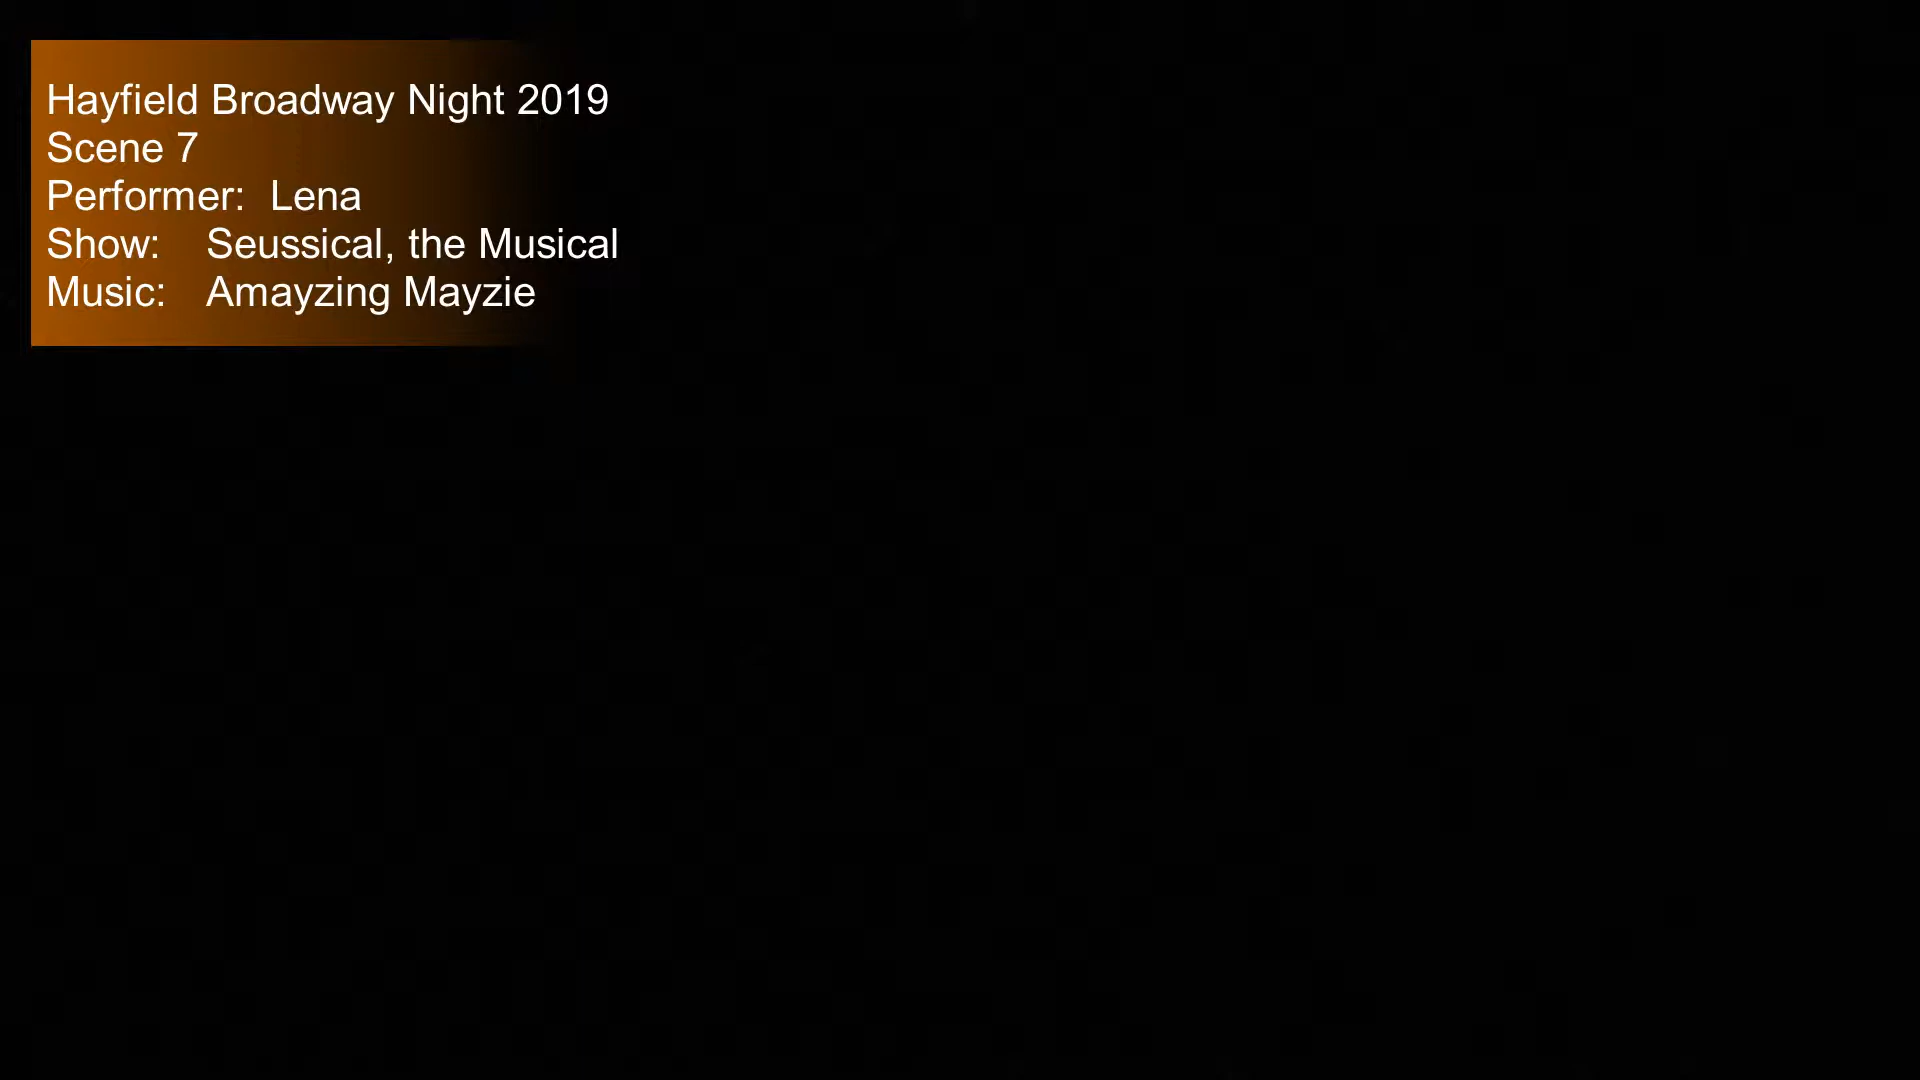 Hayfield Broadway Night 2019
Scene 7
Performer: Lena
Show: Seussical, the Musical
Music: Amayzing Mayzie